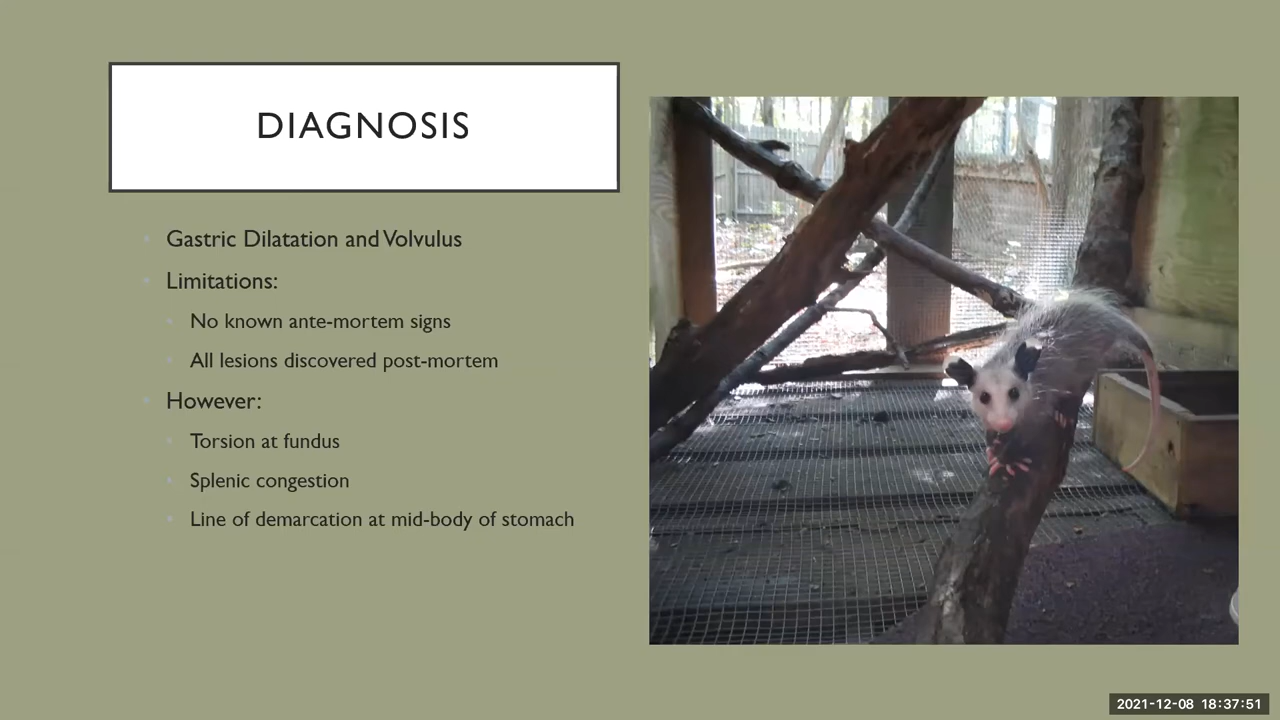 DIAGNOSIS
Gastric Dilatation and Volvulus
Limitations:
No known ante-mortem signs
All lesions discovered post-mortem
However:
Torsion at fundus
Splenic congestion
Line of demarcation at mid-body of stomach
2021-12-08 18:37:51